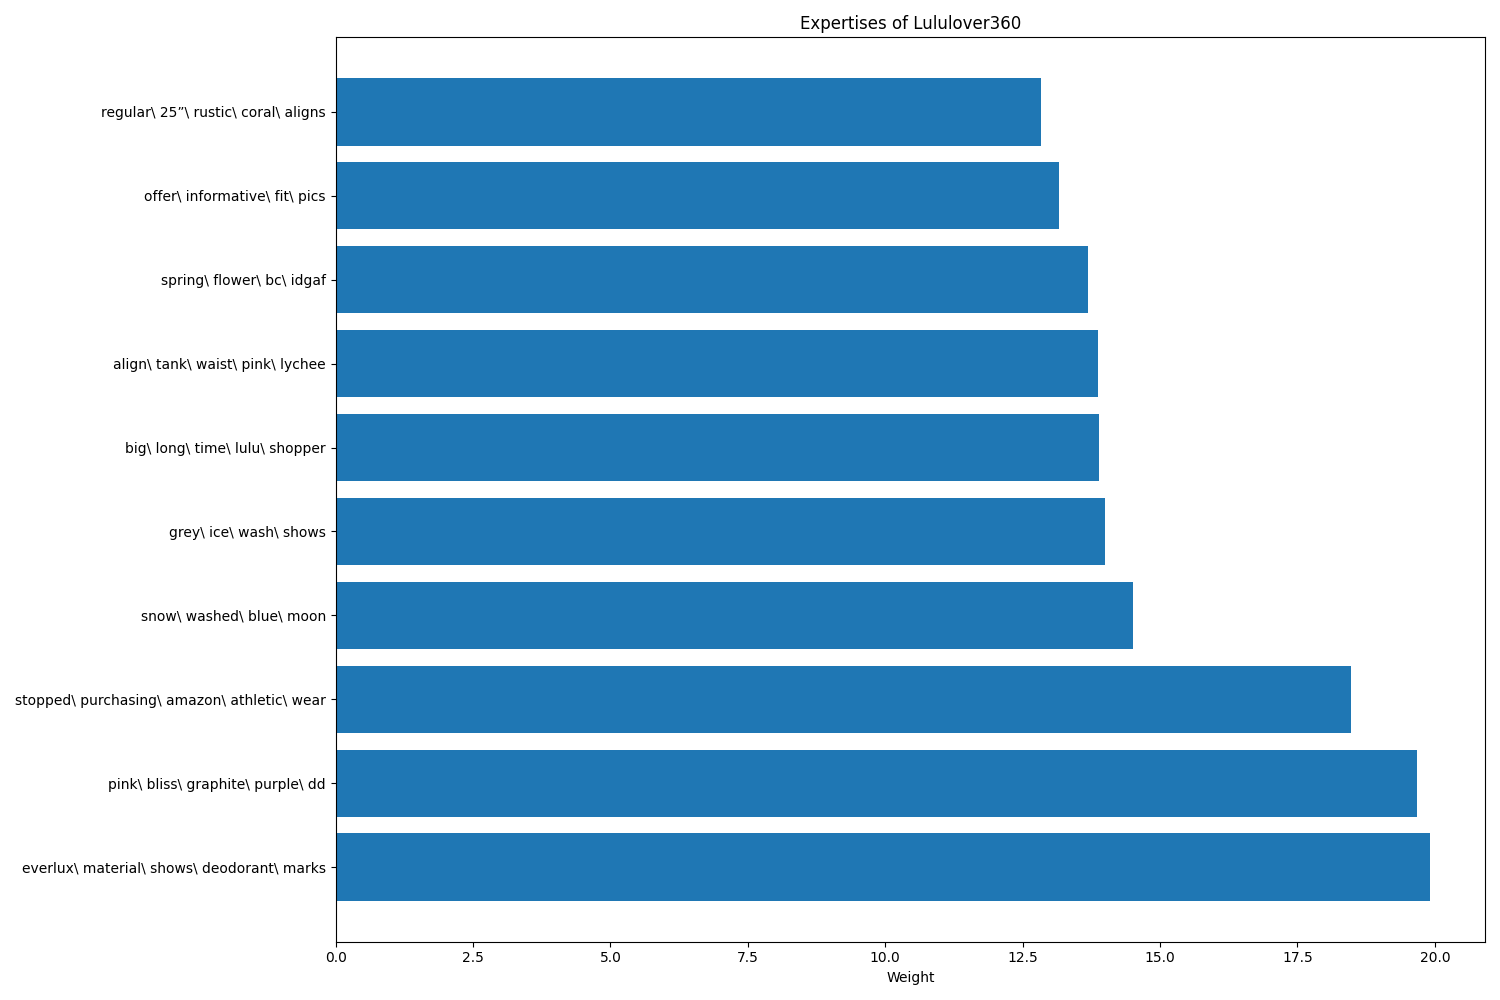 Expertises of Lululover360
regular\ 25”\ rustic\ coral\ aligns
offer\ informative\ fit\ pics
spring\ flower\ bc\ idgaf
align\ tank\ waist\ pink\ lychee
big\ long\ time\ lulu\ shopper
grey\ ice\ wash\ shows
snow\ washed\ blue\ moon
stopped\ purchasing\ amazon\ athletic\ wear
pink\ bliss\ graphite\ purple\ dd
everlux\ material\ shows\ deodorant\ marks
0.0 2.5 5.0 7.5 10.0 12.5 15.0 17.5 20.0
Weight